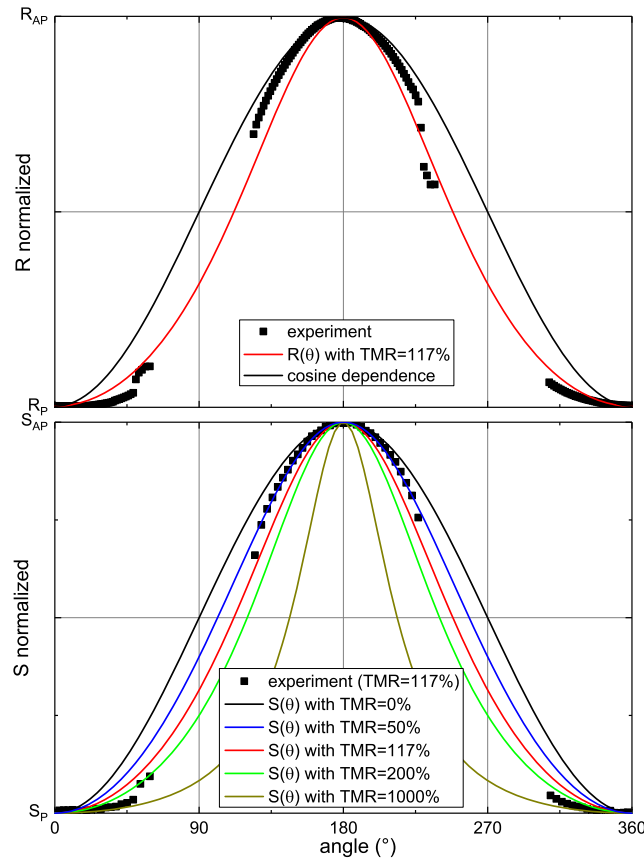 R_AP
R normalized
experiment
R(θ) with TMR=117%
cosine dependence
R_P
S_AP
S normalized
experiment (TMR=117%)
S(θ) with TMR=0%
S(θ) with TMR=50%
S(θ) with TMR=117%
S(θ) with TMR=200%
S(θ) with TMR=1000%
S_P
0 90 180 270 360
angle (°)